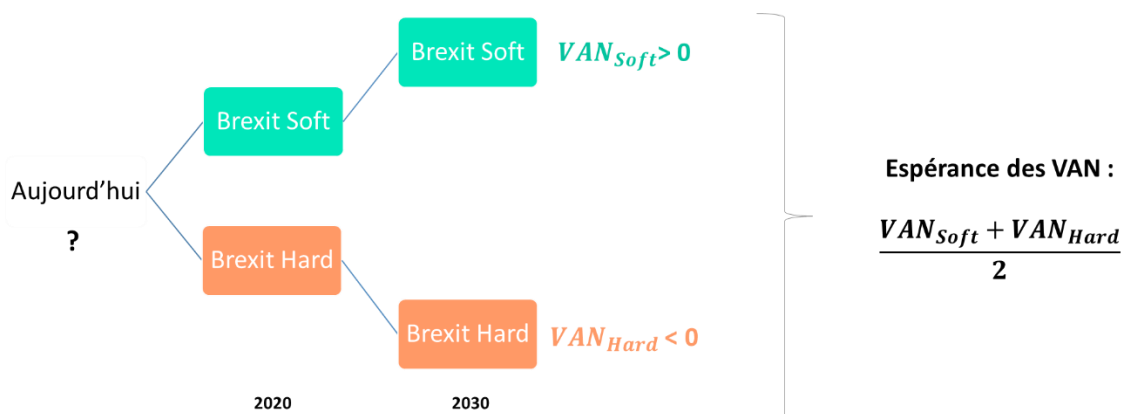 Brexit Soft
VAN_Soft > 0
Brexit Soft
Aujourd’hui
?
Brexit Hard
Brexit Hard
VAN_Hard < 0
2020
2030
Espérance des VAN :
VAN_Soft + VAN_Hard
2